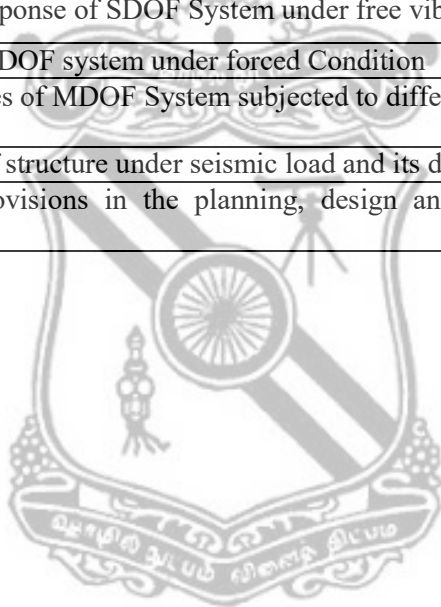 ponse of SDOF System under free vib
DOF system under forced Condition
es of MDOF System subjected to diffe
f structure under seismic load and its d
ovisions in the planning, design an